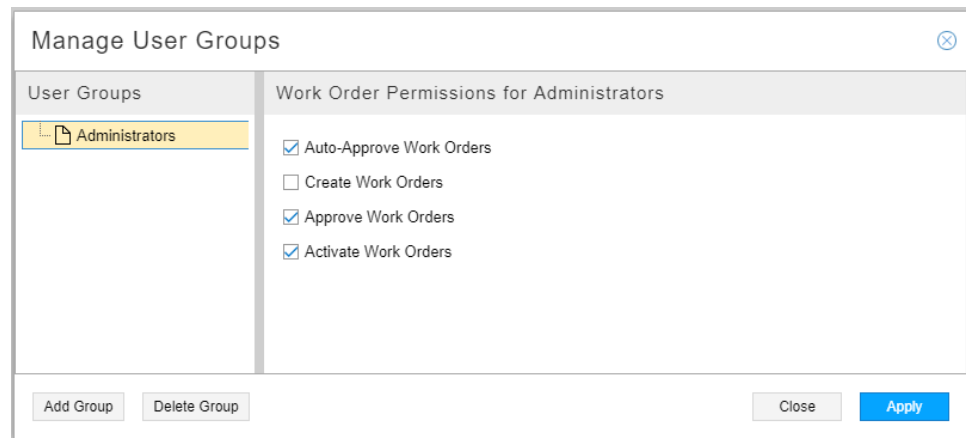 Manage User Groups
User Groups
Work Order Permissions for Administrators
Administrators
Auto-Approve Work Orders
Create Work Orders
Approve Work Orders
Activate Work Orders
Add Group
Delete Group
Close
Apply